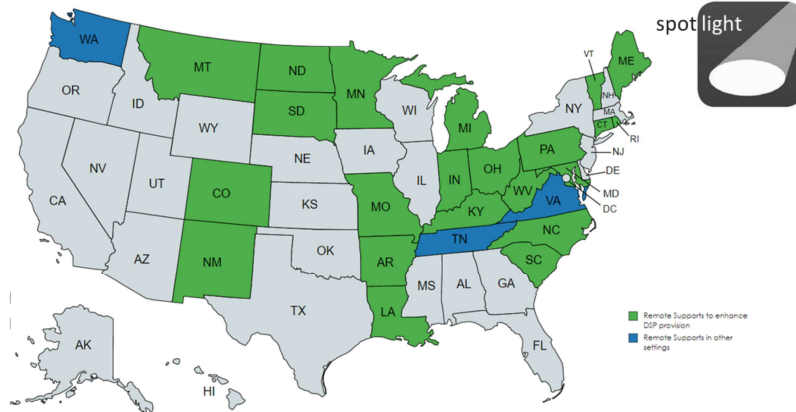 spotlight
WA
MT
ND
MN
VT
ME
OR
ID
SD
WI
NH
NY
MA
WY
MI
CT
RI
IA
PA
NJ
NE
NV
UT
IL
IN
OH
DE
CA
CO
WV
MD
KS
MO
KY
VA
DC
NC
TN
AZ
NM
OK
AR
SC
MS
AL
GA
TX
LA
Remote Supports to enhance
DSP provision
Remote Supports in other
settings
AK
FL
HI